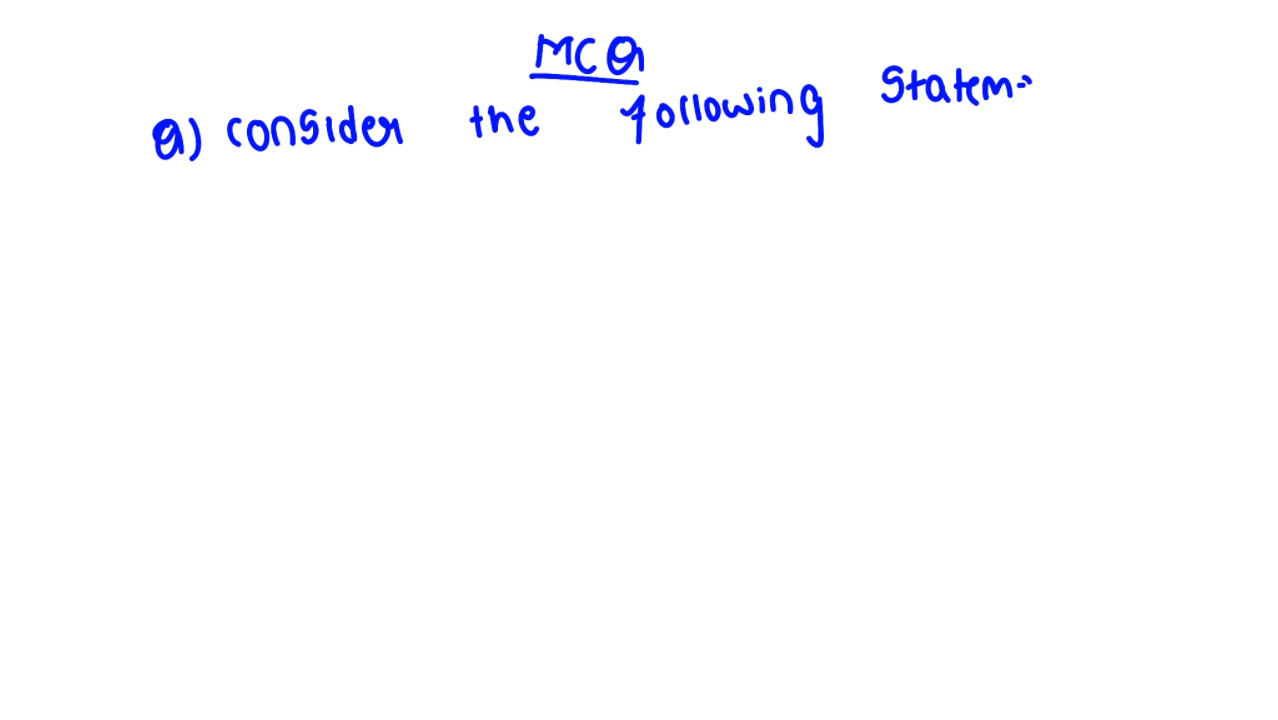 MCQ
Q) consider the following Statem-